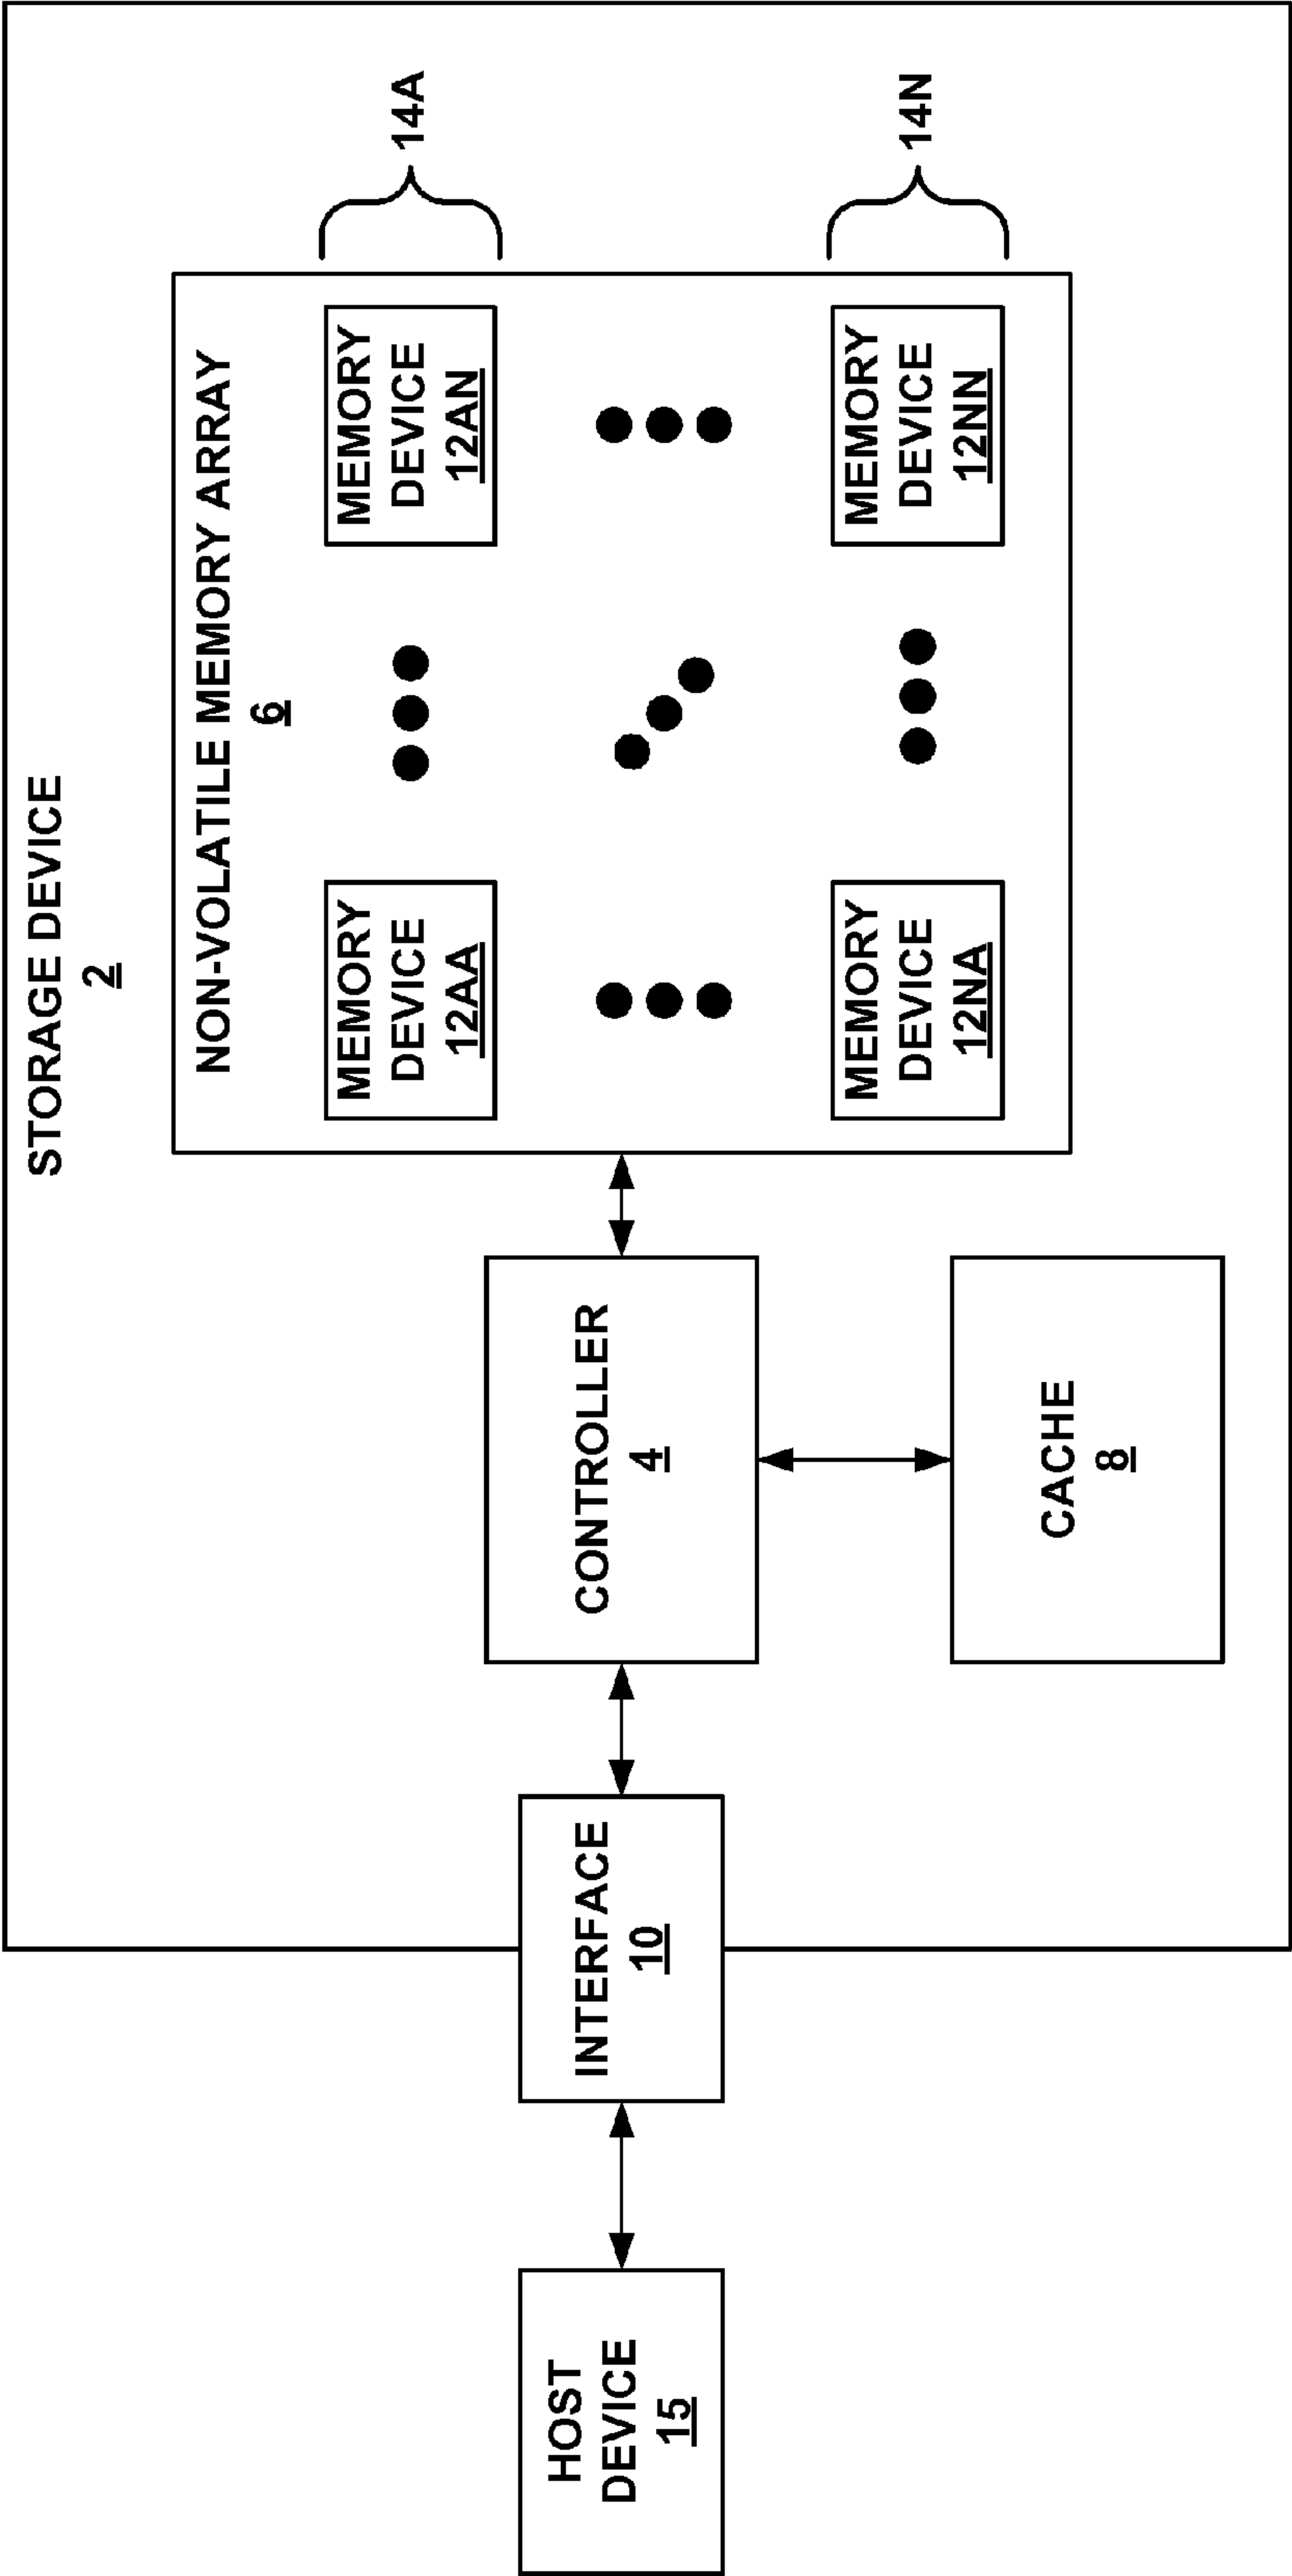 STORAGE DEVICE
2
NON-VOLATILE MEMORY ARRAY
6
MEMORY
DEVICE
12AA
MEMORY
DEVICE
12AN
14A
HOST
DEVICE
15
INTERFACE
10
CONTROLLER
4
MEMORY
DEVICE
12NA
MEMORY
DEVICE
12NN
14N
CACHE
8